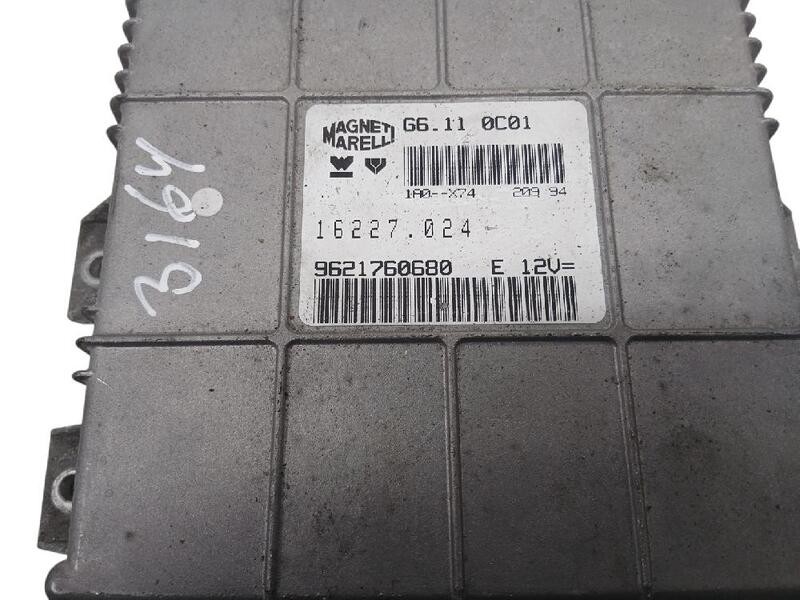 MAGNETI
MARELLI
G6.11 0C01
1A0--X74 209 94
16227.024
9621760680 E 12V=
3164